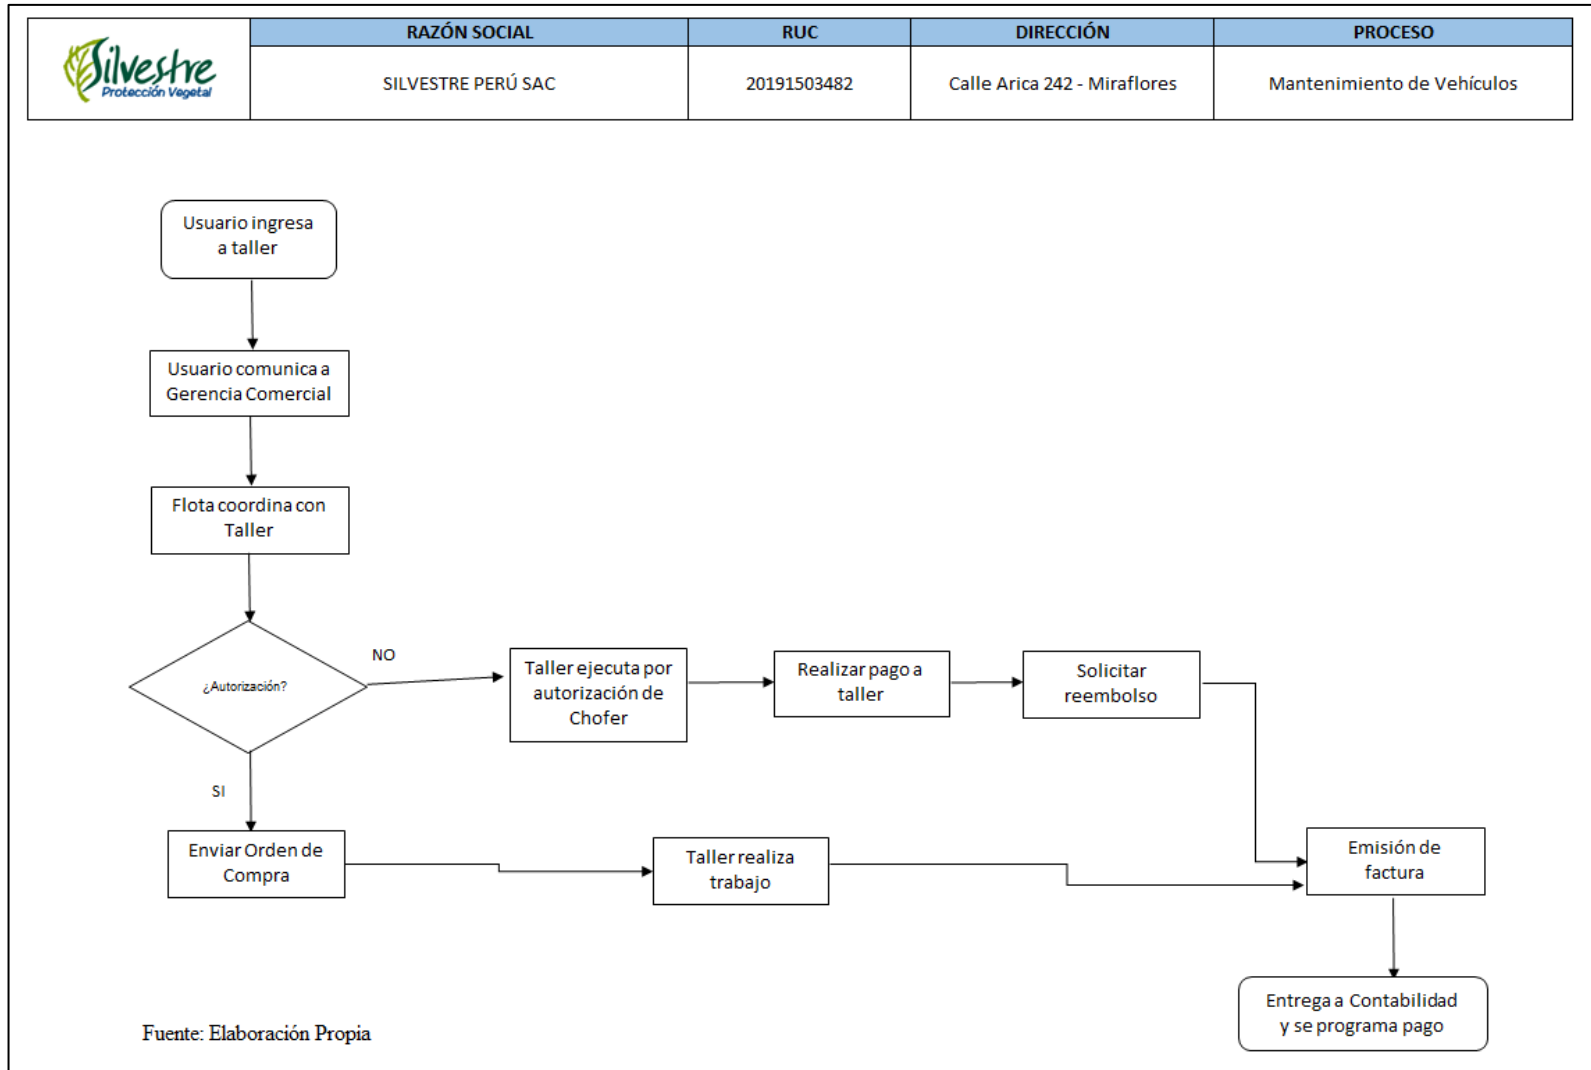 Silvestre
Protección Vegetal
RAZÓN SOCIAL
RUC
DIRECCIÓN
PROCESO
SILVESTRE PERÚ SAC
20191503482
Calle Arica 242 - Miraflores
Mantenimiento de Vehículos
Usuario ingresa
a taller
Usuario comunica a
Gerencia Comercial
Flota coordina con
Taller
¿Autorización?
NO
Taller ejecuta por
autorización de
Chofer
Realizar pago a
taller
Solicitar
reembolso
SI
Enviar Orden de
Compra
Taller realiza
trabajo
Emisión de
factura
Entrega a Contabilidad
y se programa pago
Fuente: Elaboración Propia